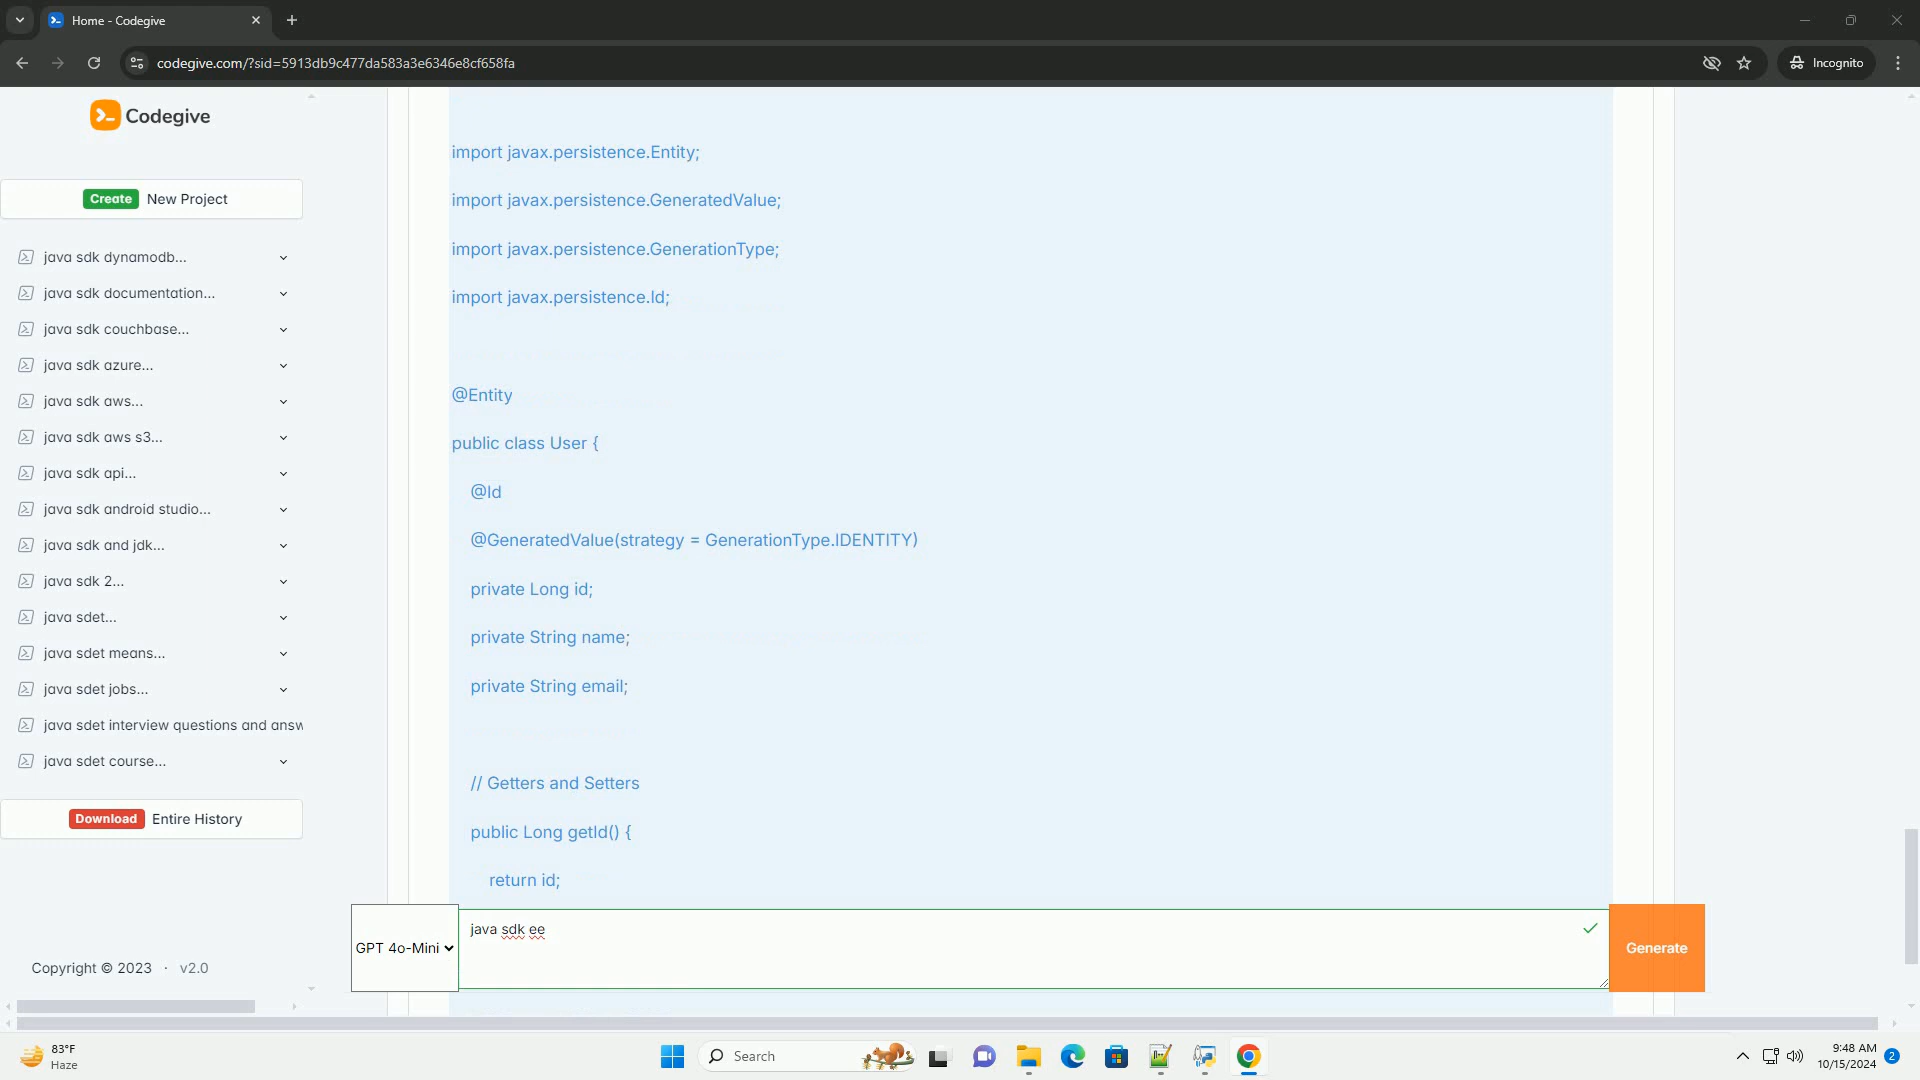 Home - Codegive
codegive.com/?sid=5913db9c477da583a3e6346e8cf658fa
Incognito
Codegive
Create New Project
java sdk dynamodb...
java sdk documentation...
java sdk couchbase...
java sdk azure...
java sdk aws...
java sdk aws s3...
java sdk api...
java sdk android studio...
java sdk and jdk...
java sdk 2...
java sdet...
java sdet means...
java sdet jobs...
java sdet interview questions and answ
java sdet course...
Download Entire History
Copyright © 2023 · v2.0
import javax.persistence.Entity;
import javax.persistence.GeneratedValue;
import javax.persistence.GenerationType;
import javax.persistence.Id;
@Entity
public class User {
@Id
@GeneratedValue(strategy = GenerationType.IDENTITY)
private Long id;
private String name;
private String email;
// Getters and Setters
public Long getId() {
return id;
GPT 4o-Mini
java sdk ee
Generate
83°F
Haze
Search
9:48 AM
10/15/2024
2